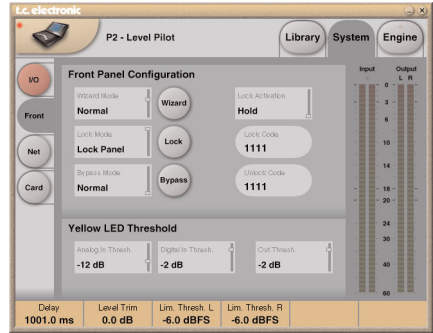 t.c. electronic
P2 - Level Pilot
Library
System
Engine
I/O
Front
Net
Card
Front Panel Configuration
Wizard Mode
Normal
Wizard
Lock Activation
Hold
Lock Mode
Lock Panel
Lock
Lock Code
1111
Bypass Mode
Normal
Bypass
Unlock Code
1111
Yellow LED Threshold
Analog In Thresh.
-12 dB
Digital In Thresh.
-2 dB
Out Thresh.
-2 dB
Input
Output
L R
0
3
6
10
14
18
20
24
30
40
60
Delay
1001.0 ms
Level Trim
0.0 dB
Lim. Thresh. L
-6.0 dBFS
Lim. Thresh. R
-6.0 dBFS